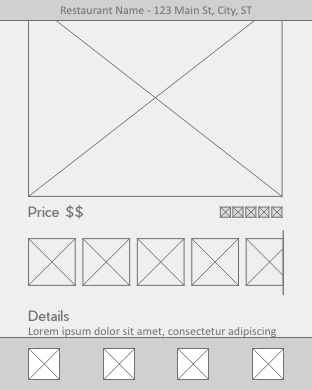 Restaurant Name - 123 Main St, City, ST
Price $$
Details
Lorem ipsum dolor sit amet, consectetur adipiscing